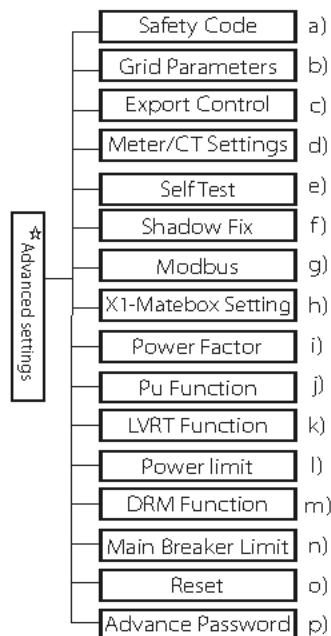 Safety Code a)
Grid Parameters b)
Export Control c)
Meter/CT Settings d)
Self Test e)
Shadow Fix f)
Modbus g)
X1-Matebox Setting h)
Power Factor i)
Pu Function j)
LVRT Function k)
Power limit l)
DRM Function m)
Main Breaker Limit n)
Reset o)
Advance Password p)
☆ Advanced settings